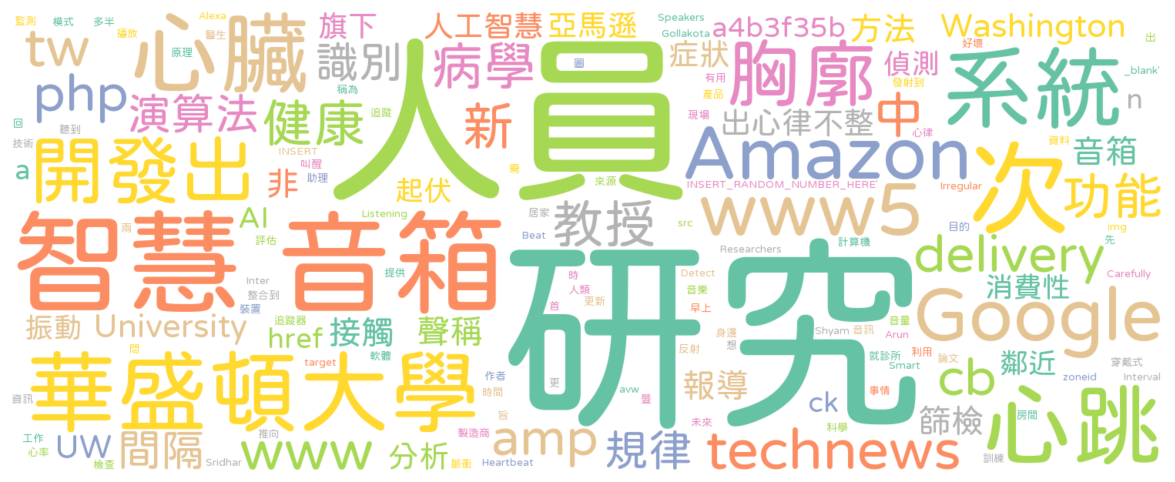 監測 模式 多半 Alexa 旗下 人工智慧 亞馬遜 Speakers Gollakota a4b3f35b 方法 Washington 出
播放 醫生 原理 稱為 圖 好壞
tw 心臟 識別 病學 人員 症狀 有用 產品 胸廓 發射到 偵測 系統 _blank'
php 演算法 健康 追蹤 新 現場 出心律不整 心律 中 n
回 技術 聽到 INSERT 叫醒 助理 藥 資料 音箱
a 開發出 非 起伏 來源 INSERT_RANDOM_NUMBER_HERE' Amazon Irregular 次 功能
AI Listening 居家 教授 src www5 目的 img 先
智慧 音箱 兩 評估 Beat Researchers 計算機 delivery Carefully
Inter 整合到 提供 時 人類 Detect 音樂 消費性
裝置 首 更新 早上 Google
振動 University 追蹤器 href 接觸 聲稱 研究 身邊 想 Shyam 音訊 音量 Arun
問 target 軟體 反射 就診所 Smart 利用 論文 鄰近 穿戴式
華盛頓大學 作者 時間 更 avw 暨 報導 事情 cb zoneid interval
資訊 旨 未來 ck 科學 篩檢 房間 心跳
工作 心率 UW 間隔 推向 www 分析 製造商 amp 規律 technews
檢查 Sridhar 脈衝 Heartbeat 訓練